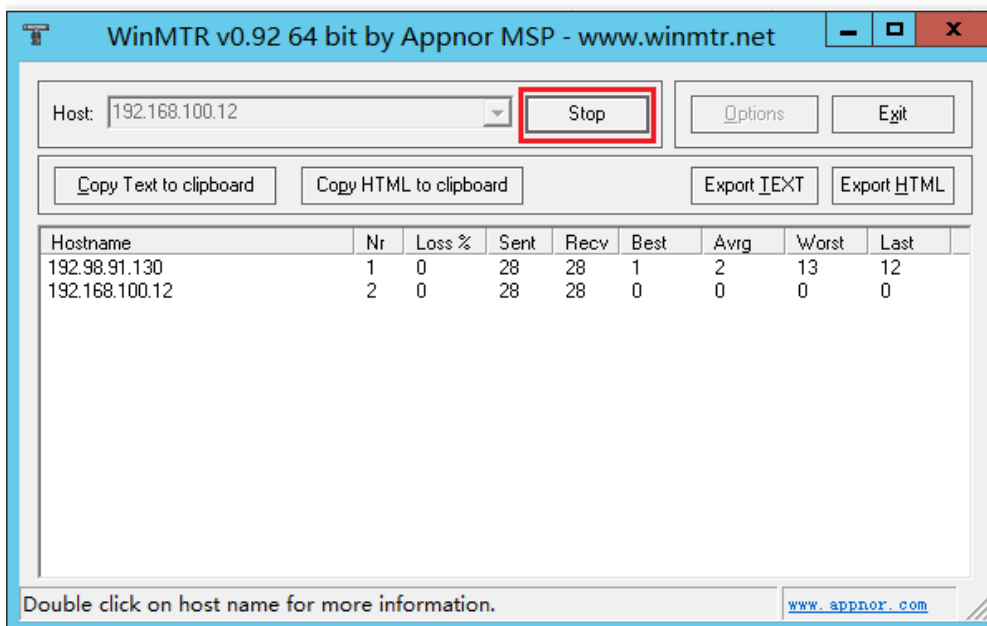 WinMTR v0.92 64 bit by Appnor MSP - www.winmtr.net
Host: 192.168.100.12 Stop Options Exit
Copy Text to clipboard Copy HTML to clipboard Export TEXT Export HTML
Hostname Nr Loss % Sent Recv Best Avrg Worst Last
192.98.91.130 1 0 28 28 1 2 13 12
192.168.100.12 2 0 28 28 0 0 0 0
Double click on host name for more information. www.appnor.com